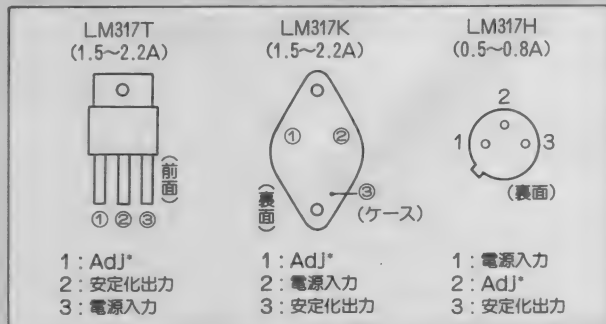 LM317T
(1.5~2.2A)
(前面)
① ② ③
1：Adj*
2：安定化出力
3：電源入力
LM317K
(1.5~2.2A)
① ②
③
(裏面)
(ケース)
1：Adj*
2：電源入力
3：安定化出力
LM317H
(0.5~0.8A)
2
1 3
(裏面)
1：電源入力
2：Adj*
3：安定化出力